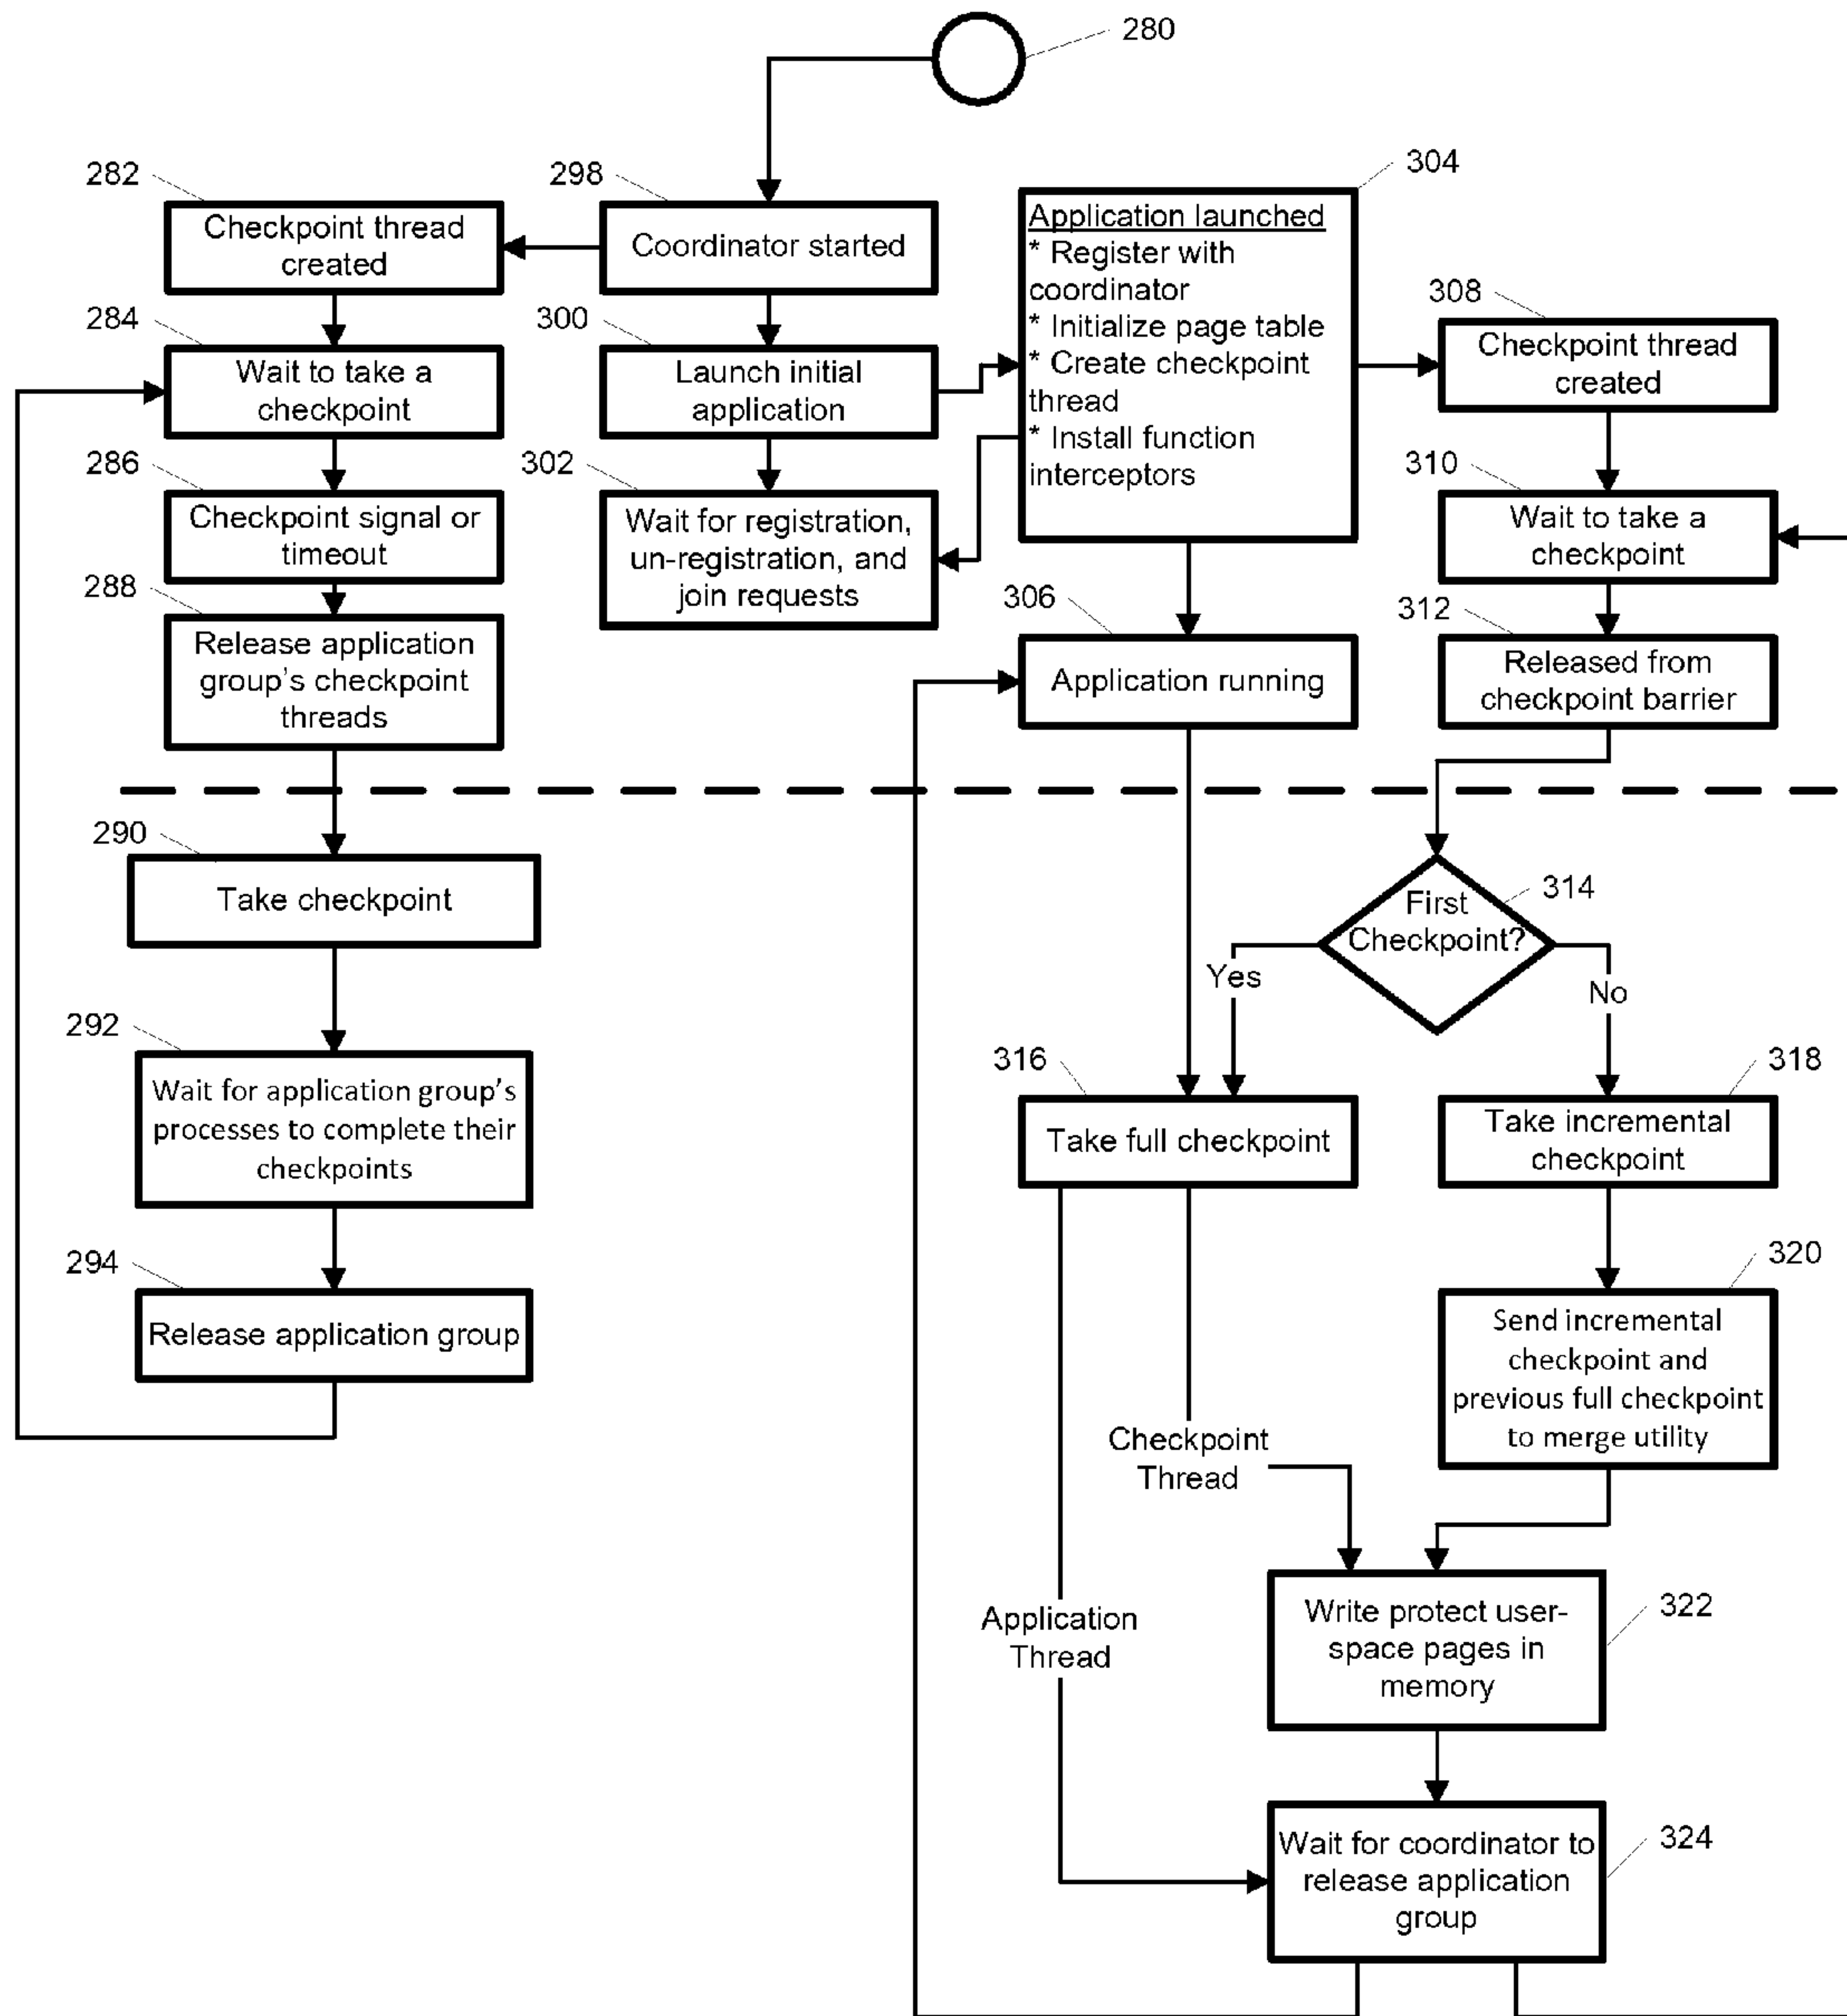 280
282
298
304
Checkpoint thread
created
Coordinator started
Application launched
* Register with
coordinator
* Initialize page table
* Create checkpoint
thread
* Install function
interceptors
308
Checkpoint thread
created
284
Wait to take a
checkpoint
300
Launch initial
application
286
Checkpoint signal or
timeout
302
Wait for registration,
un-registration, and
join requests
310
Wait to take a
checkpoint
288
Release application
group's checkpoint
threads
306
Application running
312
Released from
checkpoint barrier
290
Take checkpoint
314
First
Checkpoint?
Yes
No
292
Wait for application group's
processes to complete their
checkpoints
316
Take full checkpoint
318
Take incremental
checkpoint
294
Release application group
320
Send incremental
checkpoint and
previous full checkpoint
to merge utility
Checkpoint
Thread
Application
Thread
322
Write protect user-
space pages in
memory
324
Wait for coordinator to
release application
group